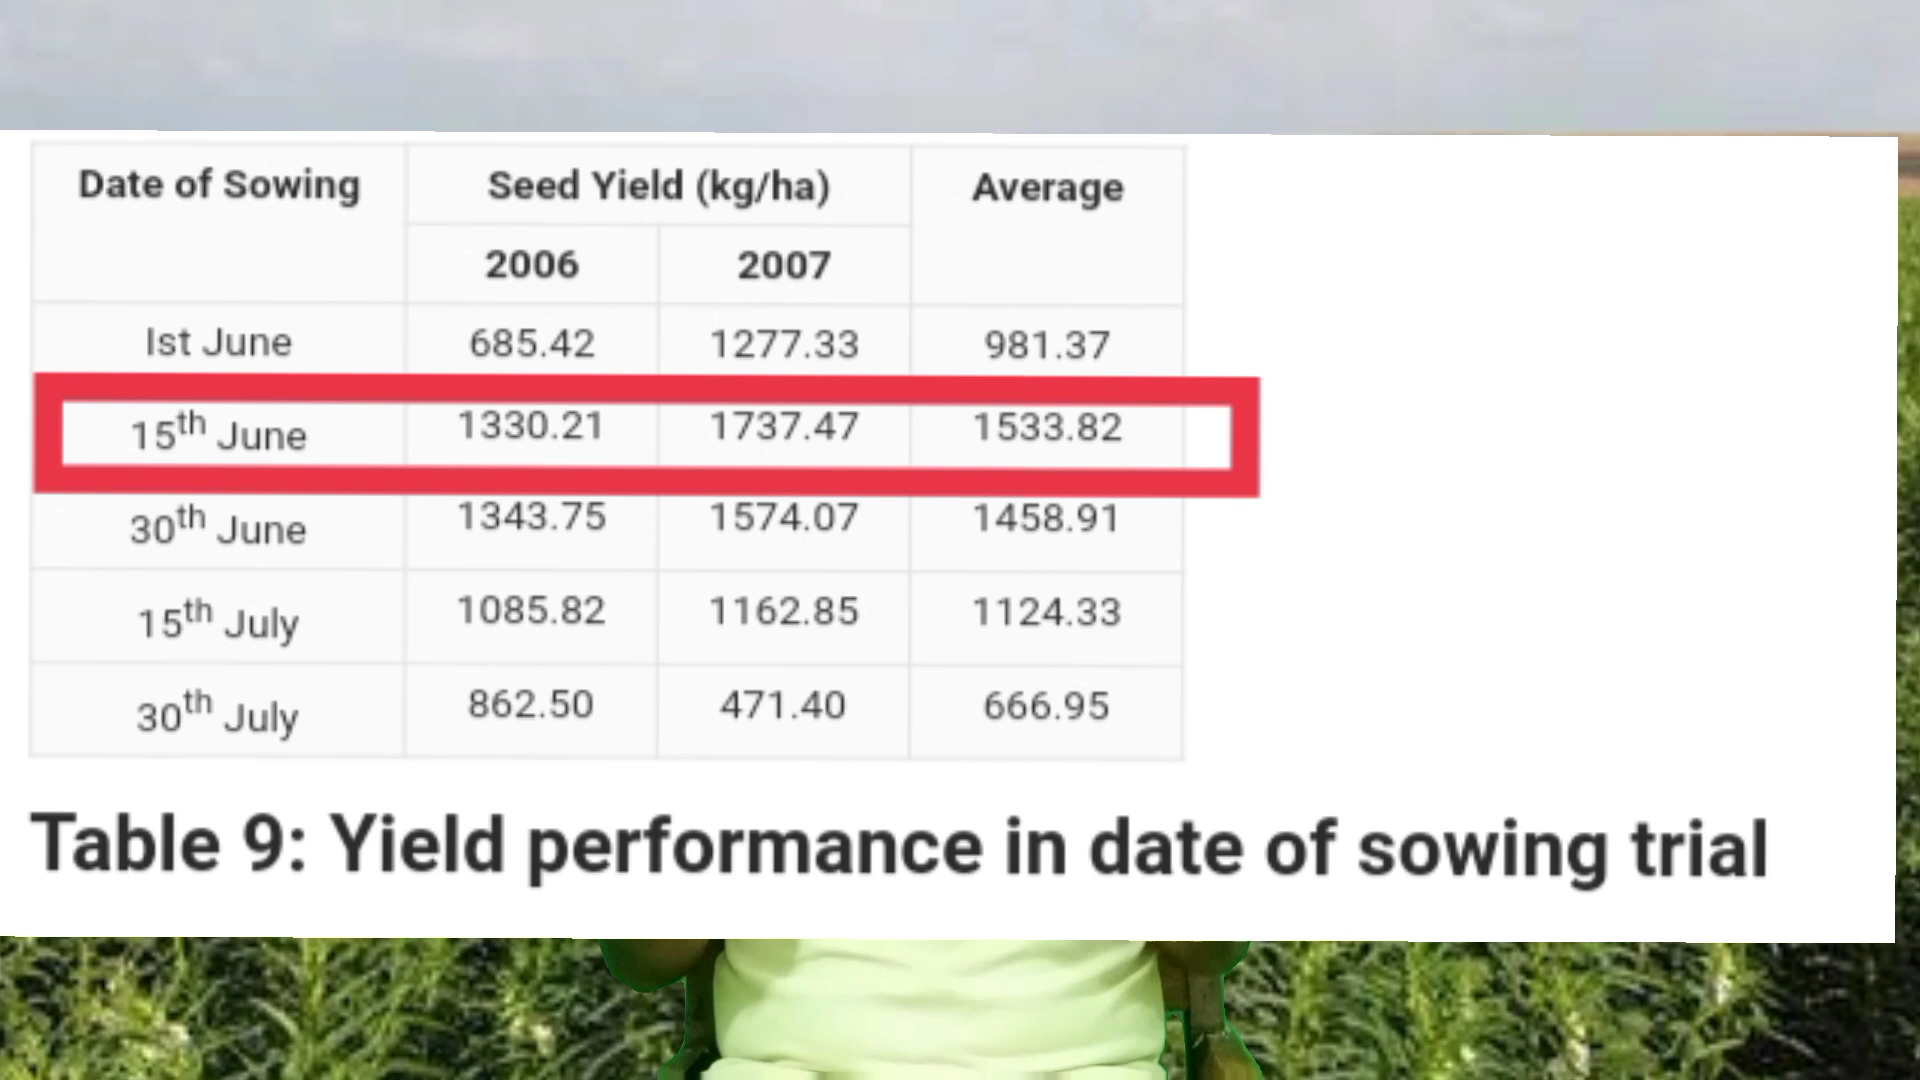 Date of Sowing Seed Yield (kg/ha) Average
2006 2007
Ist June 685.42 1277.33 981.37
15th June 1330.21 1737.47 1533.82
30th June 1343.75 1574.07 1458.91
15th July 1085.82 1162.85 1124.33
30th July 862.50 471.40 666.95
Table 9: Yield performance in date of sowing trial